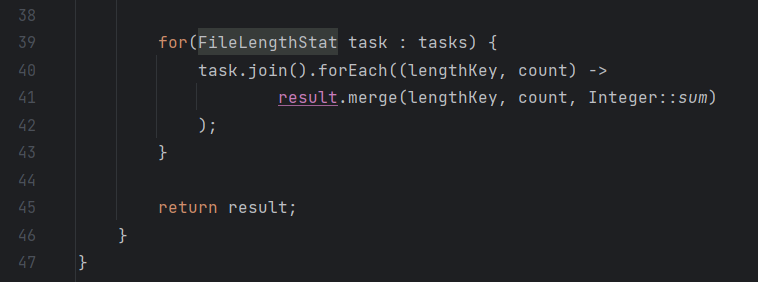 38
39 for(FileLengthStat task : tasks) {
40 task.join().forEach((lengthKey, count) ->
41 result.merge(lengthKey, count, Integer::sum)
42 );
43 }
44
45 return result;
46 }
47 }